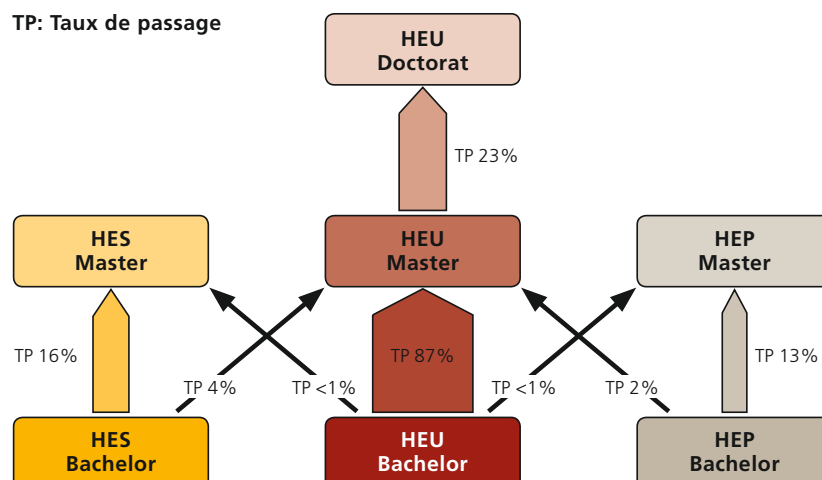 TP: Taux de passage
HEU
Doctorat
TP 23%
HES
Master
HEU
Master
HEP
Master
TP 16%
TP 87%
TP 13%
TP 4%
TP <1%
TP <1%
TP 2%
HES
Bachelor
HEU
Bachelor
HEP
Bachelor